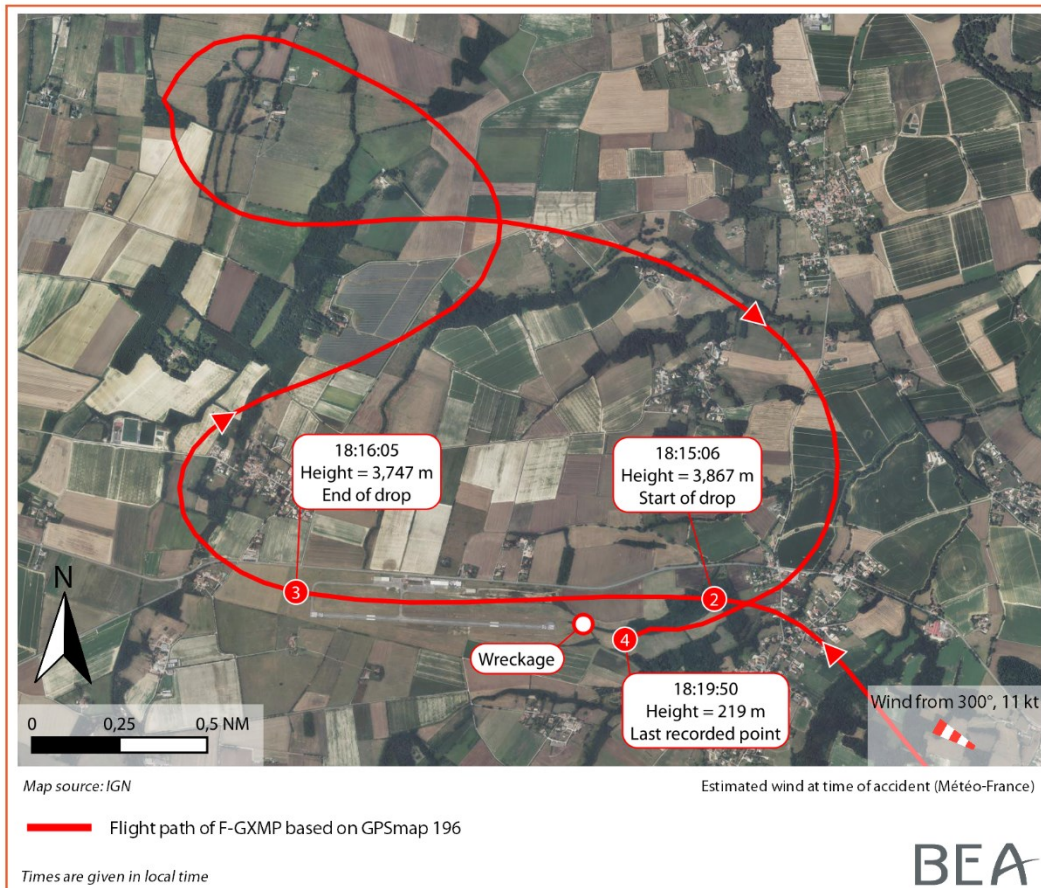 18:16:05
Height = 3,747 m
End of drop
18:15:06
Height = 3,867 m
Start of drop
3
2
4
Wreckage
N
18:19:50
Height = 219 m
Last recorded point
Wind from 300°, 11 kt
0 0,25 0,5 NM
Map source: IGN
Estimated wind at time of accident (Météo-France)
Flight path of F-GXMP based on GPSmap 196
Times are given in local time
BEA